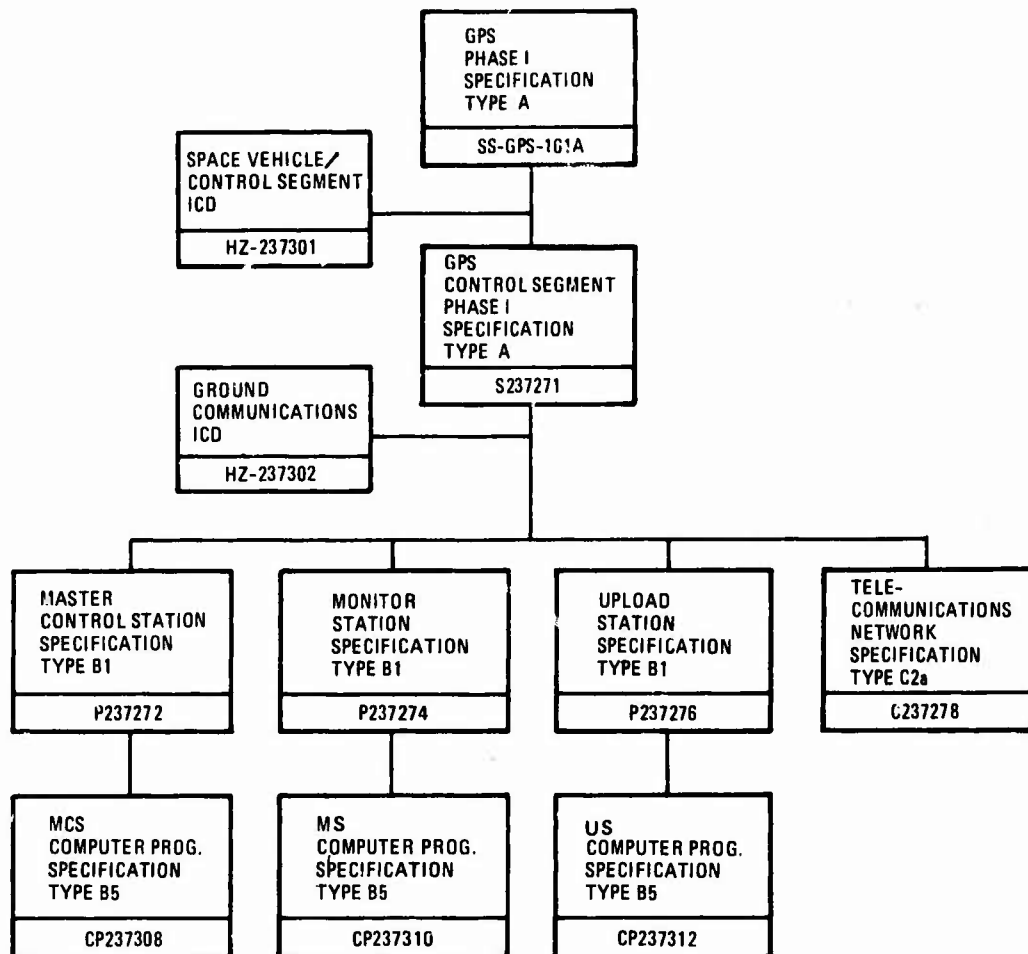 GPS
PHASE I
SPECIFICATION
TYPE A
SS-GPS-101A
SPACE VEHICLE/
CONTROL SEGMENT
ICD
HZ-237301
GPS
CONTROL SEGMENT
PHASE I
SPECIFICATION
TYPE A
S237271
GROUND
COMMUNICATIONS
ICD
HZ-237302
MASTER
CONTROL STATION
SPECIFICATION
TYPE B1
P237272
MONITOR
STATION
SPECIFICATION
TYPE B1
P237274
UPLOAD
STATION
SPECIFICATION
TYPE B1
P237276
TELE-
COMMUNICATIONS
NETWORK
SPECIFICATION
TYPE C2a
C237278
MCS
COMPUTER PROG.
SPECIFICATION
TYPE B5
CP237308
MS
COMPUTER PROG.
SPECIFICATION
TYPE B5
CP237310
US
COMPUTER PROG.
SPECIFICATION
TYPE B5
CP237312